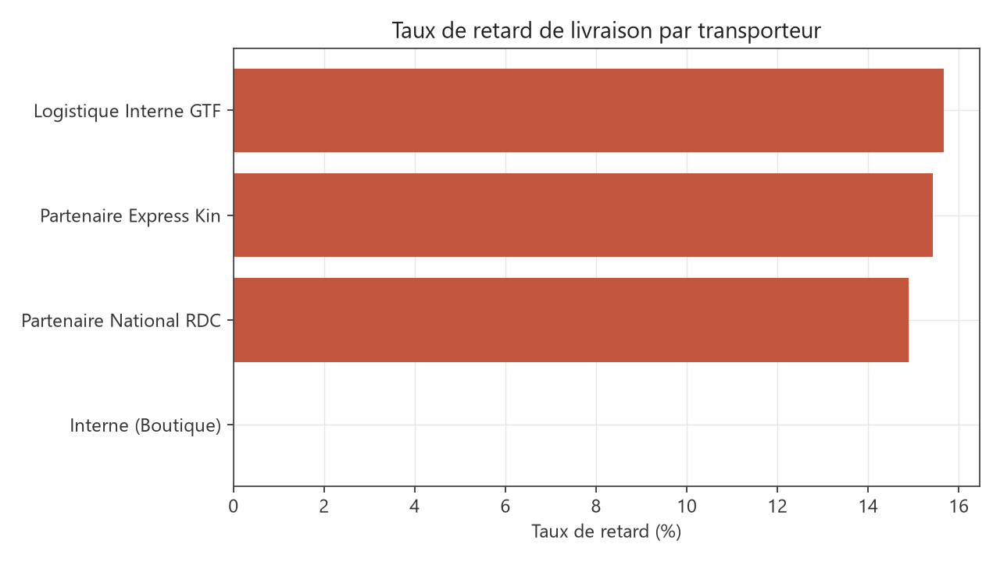 Taux de retard de livraison par transporteur
Logistique Interne GTF
Partenaire Express Kin
Partenaire National RDC
Interne (Boutique)
0 2 4 6 8 10 12 14 16
Taux de retard (%)